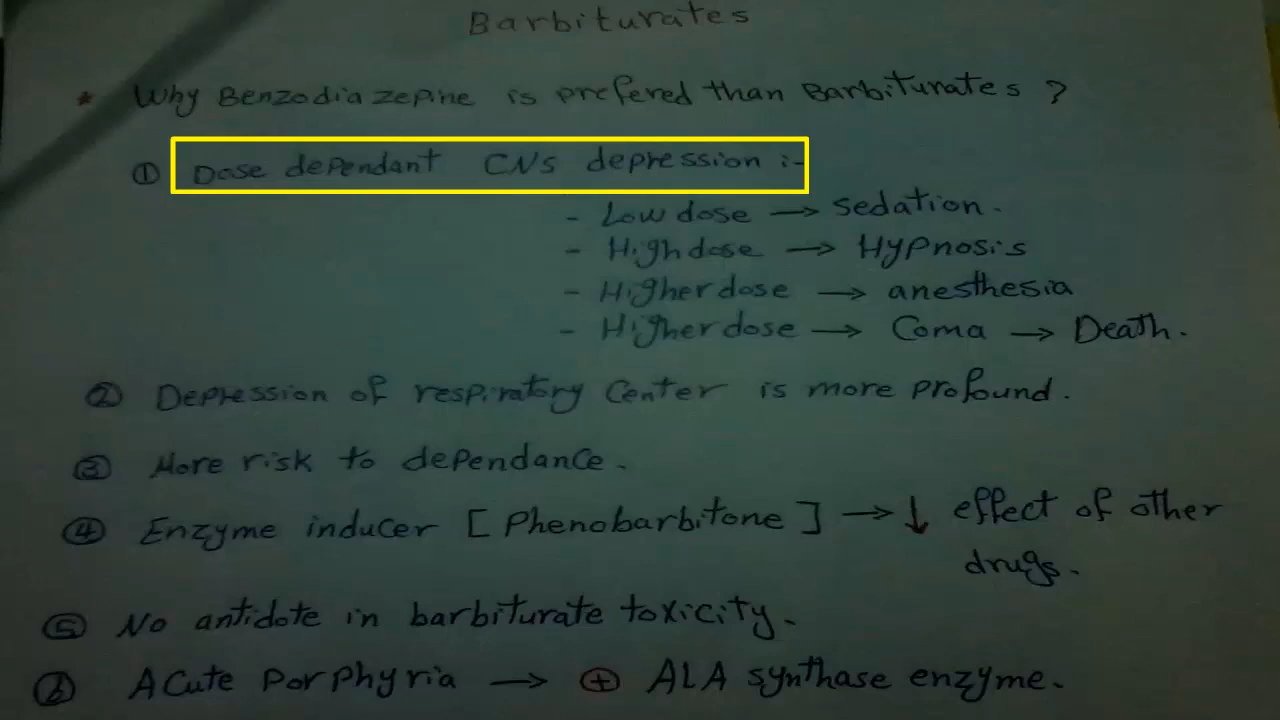 Barbiturates
* Why Benzodiazepine is prefered than Barbiturates ?
① Dose dependant CNS depression :-
- Low dose → sedation.
- High dose → Hypnosis
- Higher dose → anesthesia
- Higher dose → Coma → Death.
② Depression of respiratory Center is more profound.
③ More risk to dependance.
④ Enzyme inducer [Phenobarbitone] → ↓ effect of other
drugs.
⑤ No antidote in barbiturate toxicity.
⑥ Acute Porphyria → ⊕ ALA synthase enzyme.